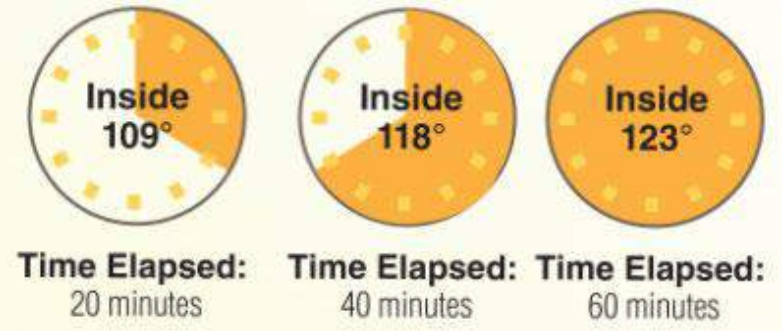 Inside
109°
Inside
118°
Inside
123°
Time Elapsed:
20 minutes
Time Elapsed:
40 minutes
Time Elapsed:
60 minutes